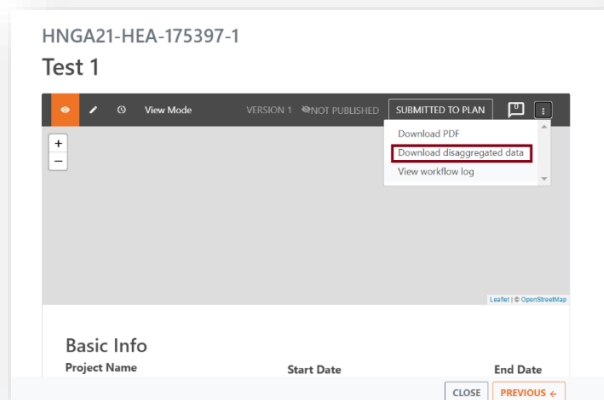 HNGA21-HEA-175397-1
Test 1
View Mode VERSION 1 NOT PUBLISHED SUBMITTED TO PLAN
Download PDF
+
Download disaggregated data
−
View workflow log
Leaflet | © OpenStreetMap
Basic Info
Project Name Start Date End Date
CLOSE PREVIOUS ←